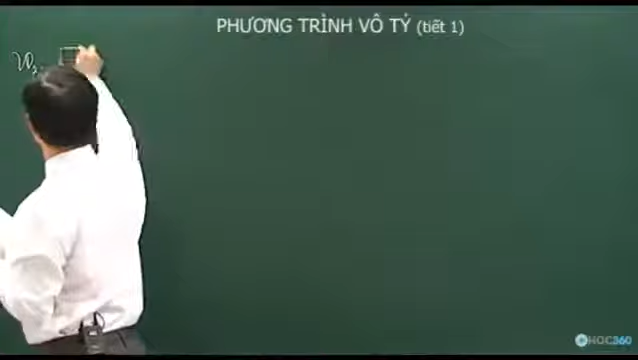 PHƯƠNG TRÌNH VÔ TỶ (tiết 1)
HOC360